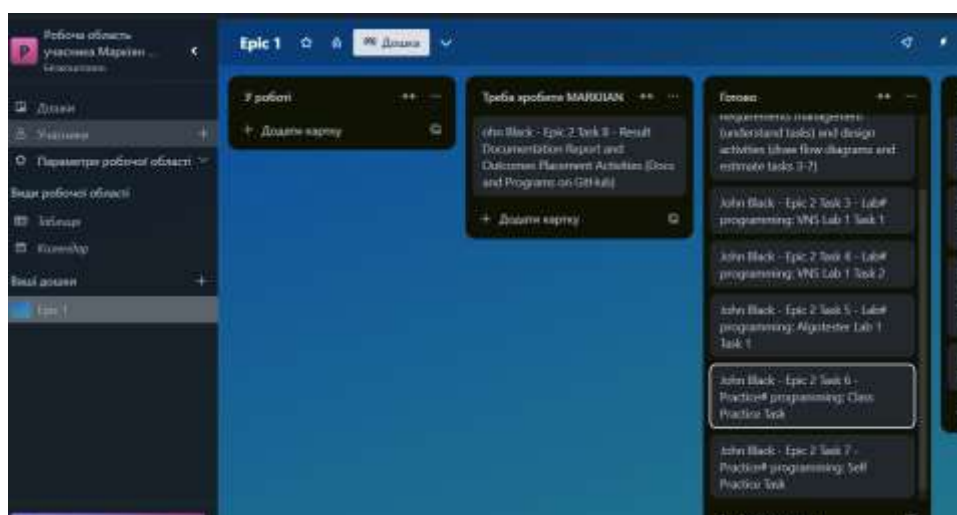 Робоча область
учасника Маркіян ...
Безкоштовно
Дошки
Учасники
Параметри робочої області
Види робочої області
Таблиця
Календар
Ваші дошки
Epic 1
Epic 1
Дошка
У роботі
+ Додати картку
Треба зробити MARKIIAN
ohn Black - Epic 2 Task 8 - Result
Documentation Report and
Outcomes Placement Activities (Docs
and Programs on GitHub)
+ Додати картку
Готово
requirements management
(understand tasks) and design
activities (draw flow diagrams and
estimate tasks 3-7)
John Black - Epic 2 Task 3 - Lab#
programming: VNS Lab 1 Task 1
John Black - Epic 2 Task 4 - Lab#
programming: VNS Lab 1 Task 2
John Black - Epic 2 Task 5 - Lab#
programming: Algotester Lab 1
Task 1
John Black - Epic 2 Task 6 -
Practice# programming: Class
Practice Task
John Black - Epic 2 Task 7 -
Practice# programming: Self
Practice Task